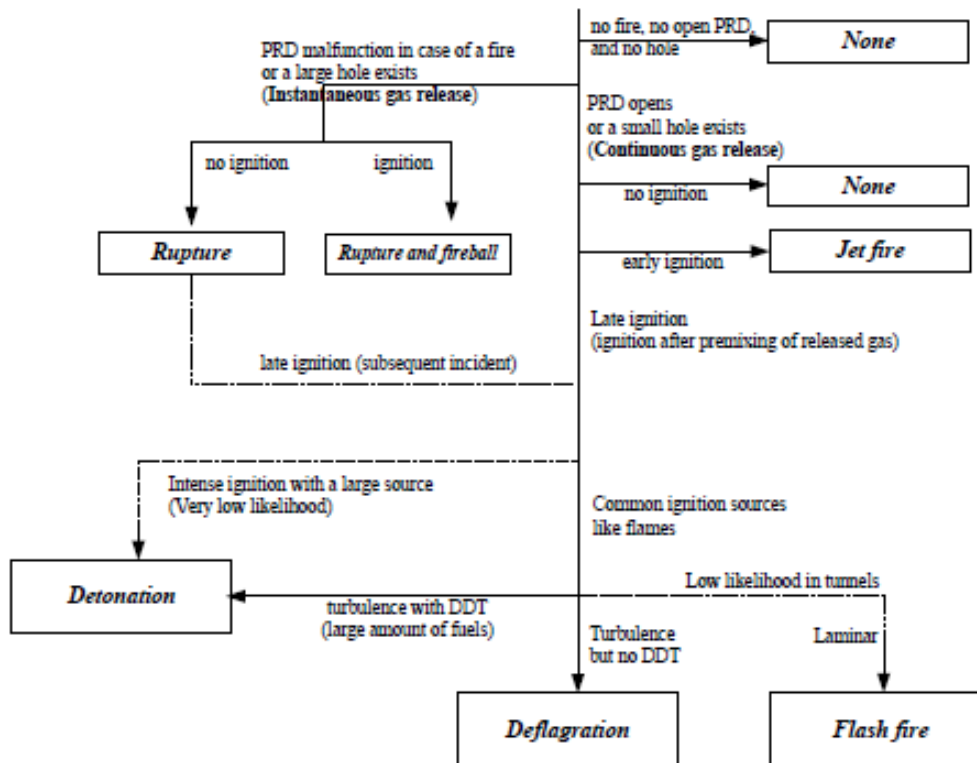 no fire, no open PRD,
and no hole
None
PRD malfunction in case of a fire
or a large hole exists
(Instantaneous gas release)
PRD opens
or a small hole exists
(Continuous gas release)
no ignition
ignition
no ignition
None
Rupture
Rupture and fireball
early ignition
Jet fire
Late ignition
(ignition after premixing of released gas)
late ignition (subsequent incident)
Intense ignition with a large source
(Very low likelihood)
Common ignition sources
like flames
Detonation
Low likelihood in tunnels
turbulence with DDT
(large amount of fuels)
Turbulence
but no DDT
Laminar
Deflagration
Flash fire